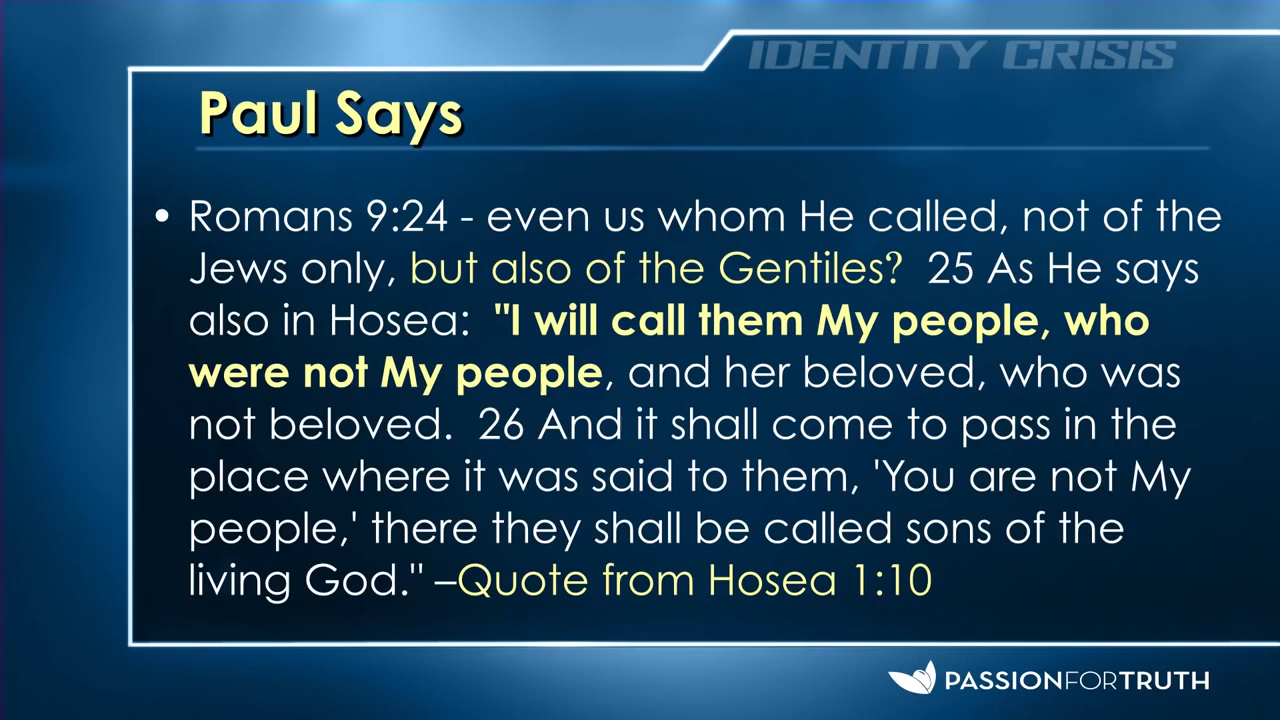 IDENTITY CRISIS
Paul Says
• Romans 9:24 - even us whom He called, not of the
Jews only, but also of the Gentiles?  25 As He says
also in Hosea:  "I will call them My people, who
were not My people, and her beloved, who was
not beloved.  26 And it shall come to pass in the
place where it was said to them, 'You are not My
people,' there they shall be called sons of the
living God." –Quote from Hosea 1:10
PASSIONFORTRUTH